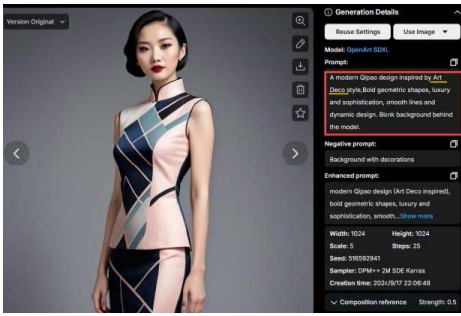 Version Original
Generation Details
Reuse Settings
Use Image
Model: OpenArt SDXL
Prompt:
A modern Qipao design inspired by Art
Deco style,Bold geometric shapes, luxury
and sophistication, smooth lines and
dynamic design. Blank background behind
the model.
Negative prompt:
Background with decorations
Enhanced prompt:
modern Qipao design (Art Deco inspired),
bold geometric shapes, luxury and
sophistication, smooth...Show more
Width: 1024 Height: 1024
Scale: 5 Steps: 25
Seed: 516592941
Sampler: DPM++ 2M SDE Karras
Creation time: 2024/9/17 22:06:48
Composition reference Strength: 0.5